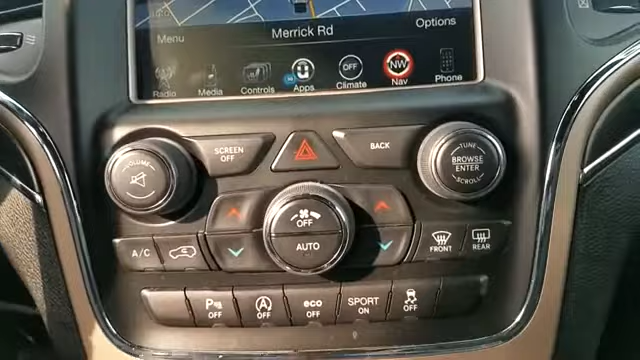 Merrick Rd
Menu
Options
OFF
NW
Radio
Media
Controls
Apps
Climate
Nav
Phone
VOLUME
SCREEN
OFF
BACK
TUNE
BROWSE
ENTER
SCROLL
OFF
AUTO
A/C
FRONT
REAR
P
OFF
A
OFF
eco
OFF
SPORT
ON
OFF